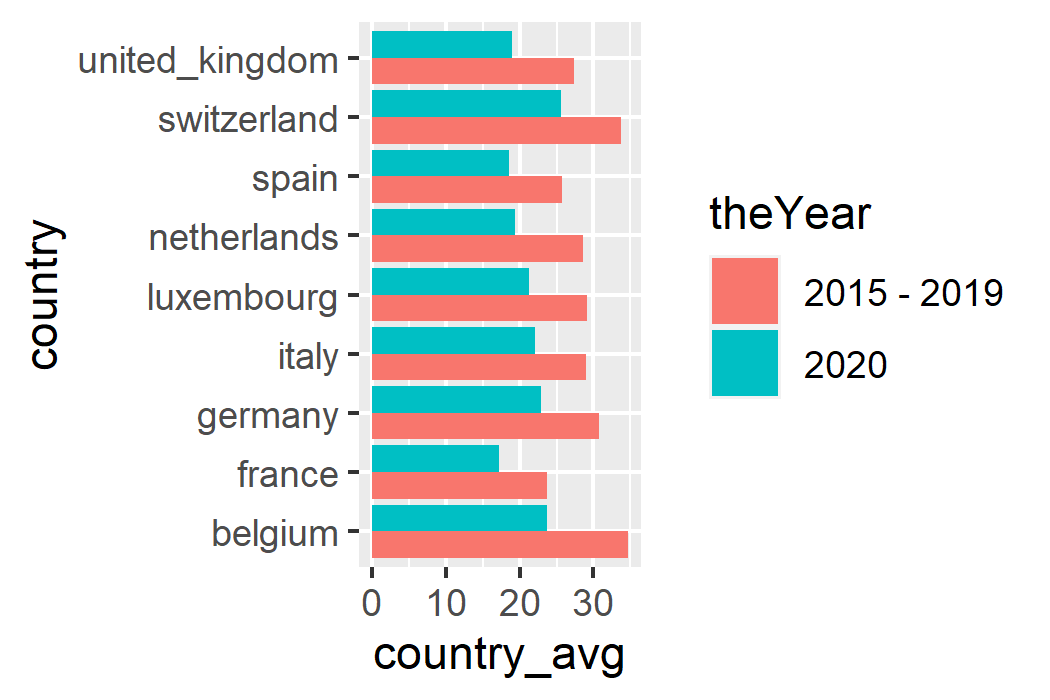 united_kingdom
switzerland
spain
netherlands
luxembourg
italy
germany
france
belgium
country
0 10 20 30
country_avg
theYear
2015 - 2019
2020